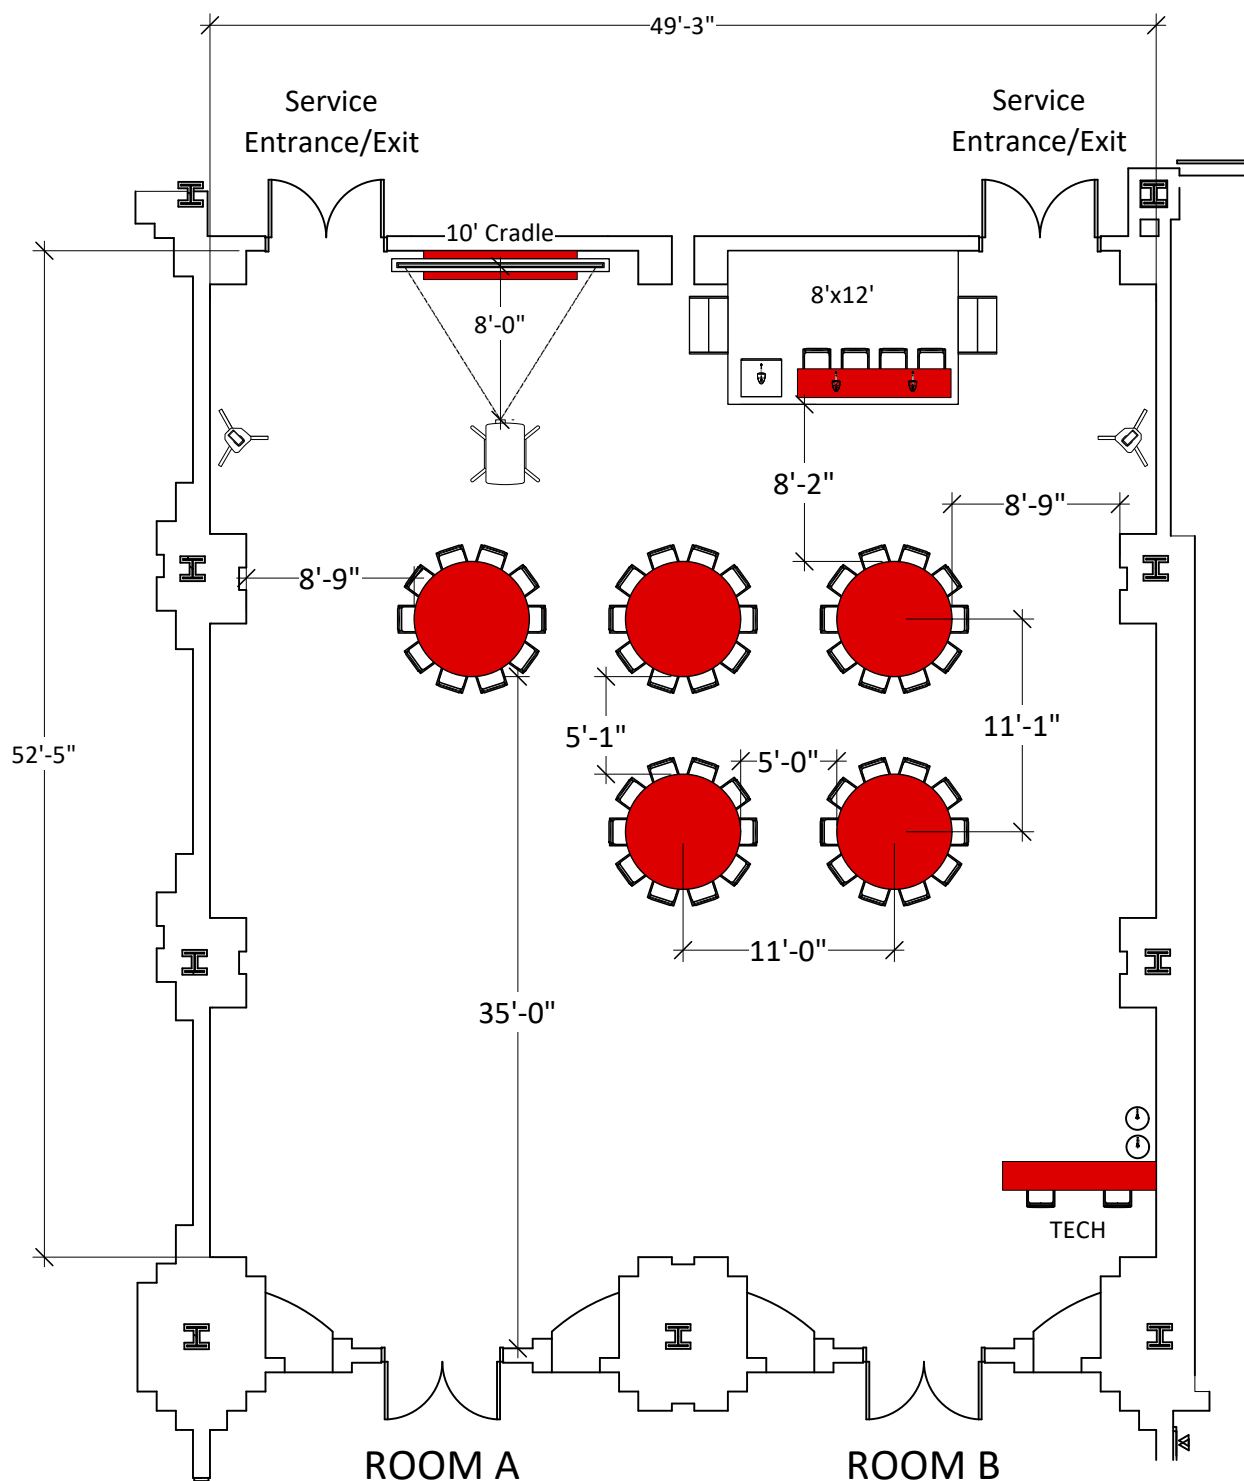 49'-3"
Service
Entrance/Exit
Service
Entrance/Exit
10' Cradle
8'x12'
8'-0"
8'-2"
8'-9"
8'-9"
5'-1"
11'-1"
52'-5"
5'-0"
11'-0"
35'-0"
TECH
ROOM A
ROOM B